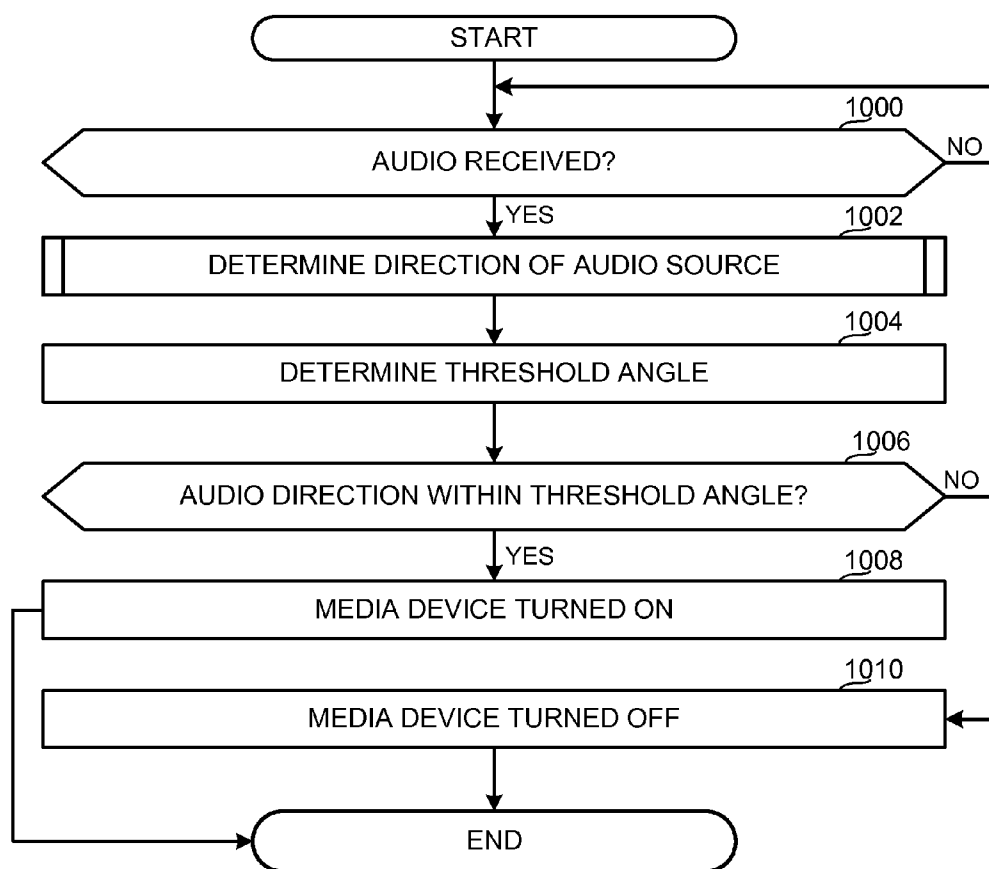 START
1000
AUDIO RECEIVED?
NO
YES
1002
DETERMINE DIRECTION OF AUDIO SOURCE
1004
DETERMINE THRESHOLD ANGLE
1006
AUDIO DIRECTION WITHIN THRESHOLD ANGLE?
NO
YES
1008
MEDIA DEVICE TURNED ON
1010
MEDIA DEVICE TURNED OFF
END